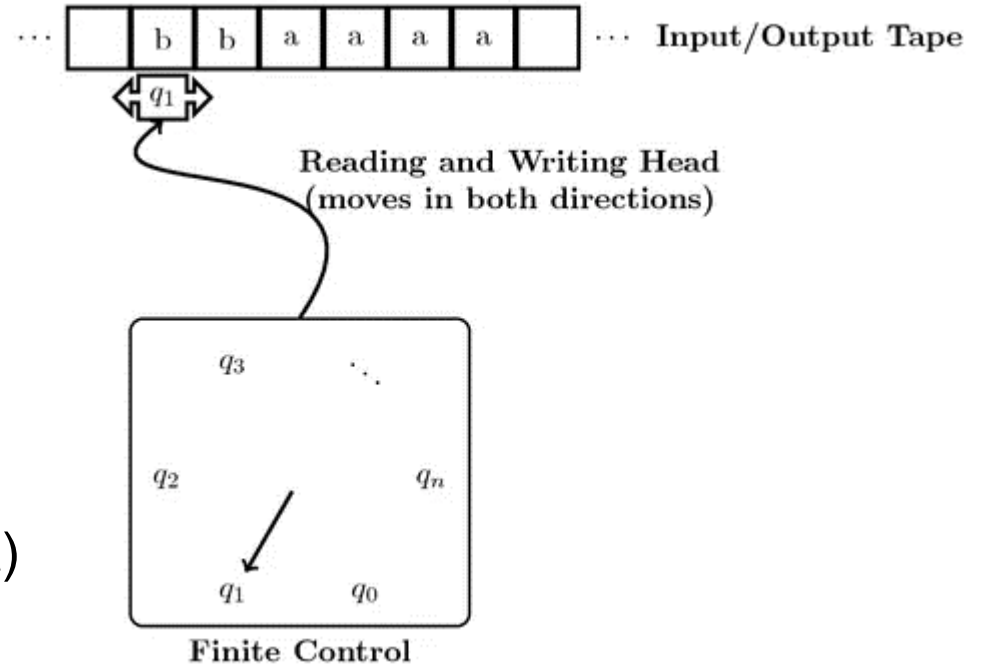 ··· b b a a a a ··· Input/Output Tape
q₁
Reading and Writing Head
(moves in both directions)
q₃ ⋱
q₂ qₙ
)
q₁ q₀
Finite Control